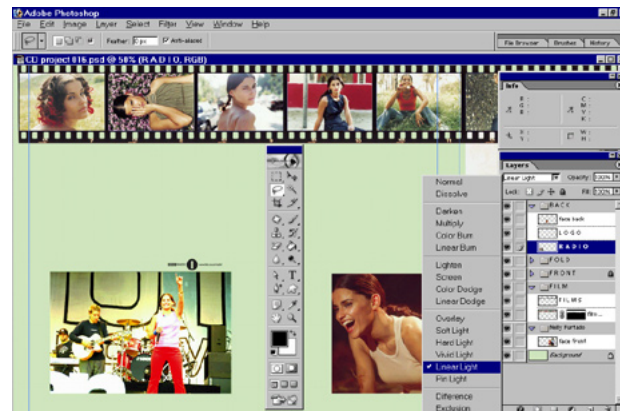 Adobe Photoshop
File Edit Image Layer Select Filter View Window Help
Feather: 0 px Anti-aliased
File Browser Brushes History
CD project 016.psd @ 50% (RADIO, RGB)
Info
R :
G :
B :
C :
M :
Y :
K :
X :
Y :
W :
H :
Layers
Linear Light Opacity: 100%
Lock: Fill: 100%
BACK
face back
LOGO
RADIO
FOLD
FRONT
FILM
FILMS
Nelly Furtado
face front
Background
Normal
Dissolve
Darken
Multiply
Color Burn
Linear Burn
Lighten
Screen
Color Dodge
Linear Dodge
Overlay
Soft Light
Hard Light
Vivid Light
Linear Light
Pin Light
Difference
Exclusion